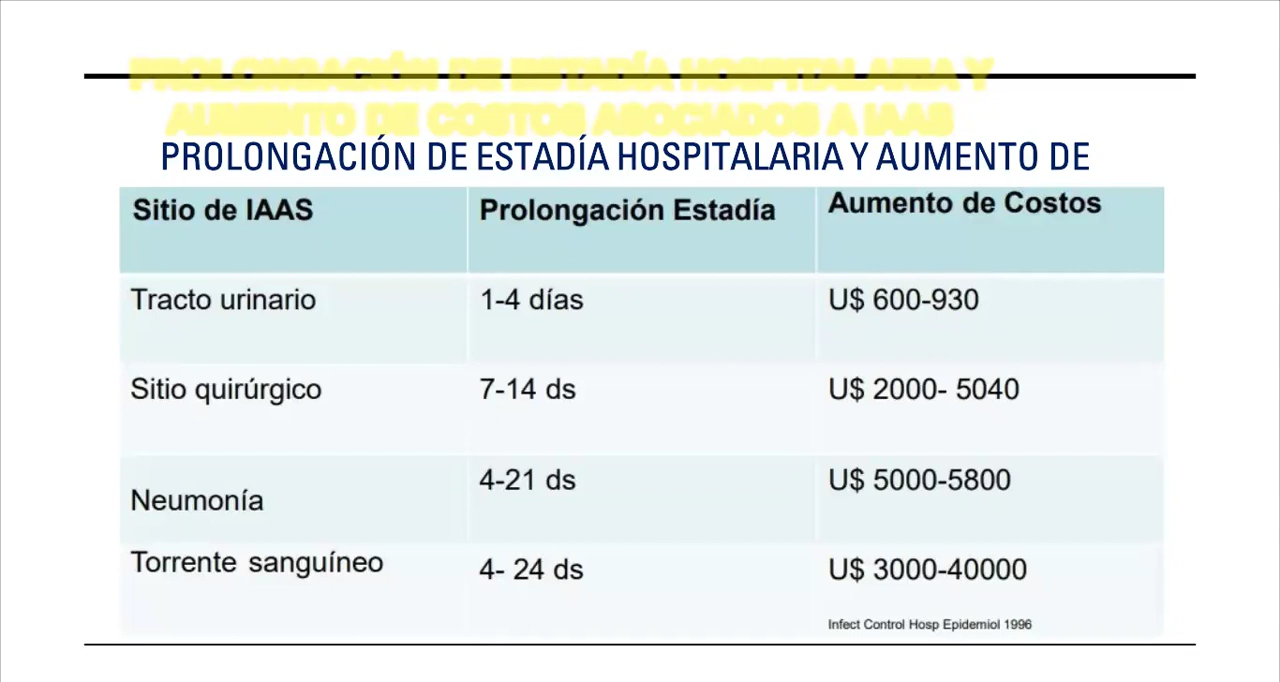 PROLONGACIÓN DE ESTADÍA HOSPITALARIA Y
AUMENTO DE COSTOS ASOCIADOS A IAAS
PROLONGACIÓN DE ESTADÍA HOSPITALARIA Y AUMENTO DE
Sitio de IAAS Prolongación Estadía Aumento de Costos
Tracto urinario 1-4 días U$ 600-930
Sitio quirúrgico 7-14 ds U$ 2000- 5040
Neumonía 4-21 ds U$ 5000-5800
Torrente sanguíneo 4- 24 ds U$ 3000-40000
Infect Control Hosp Epidemiol 1996